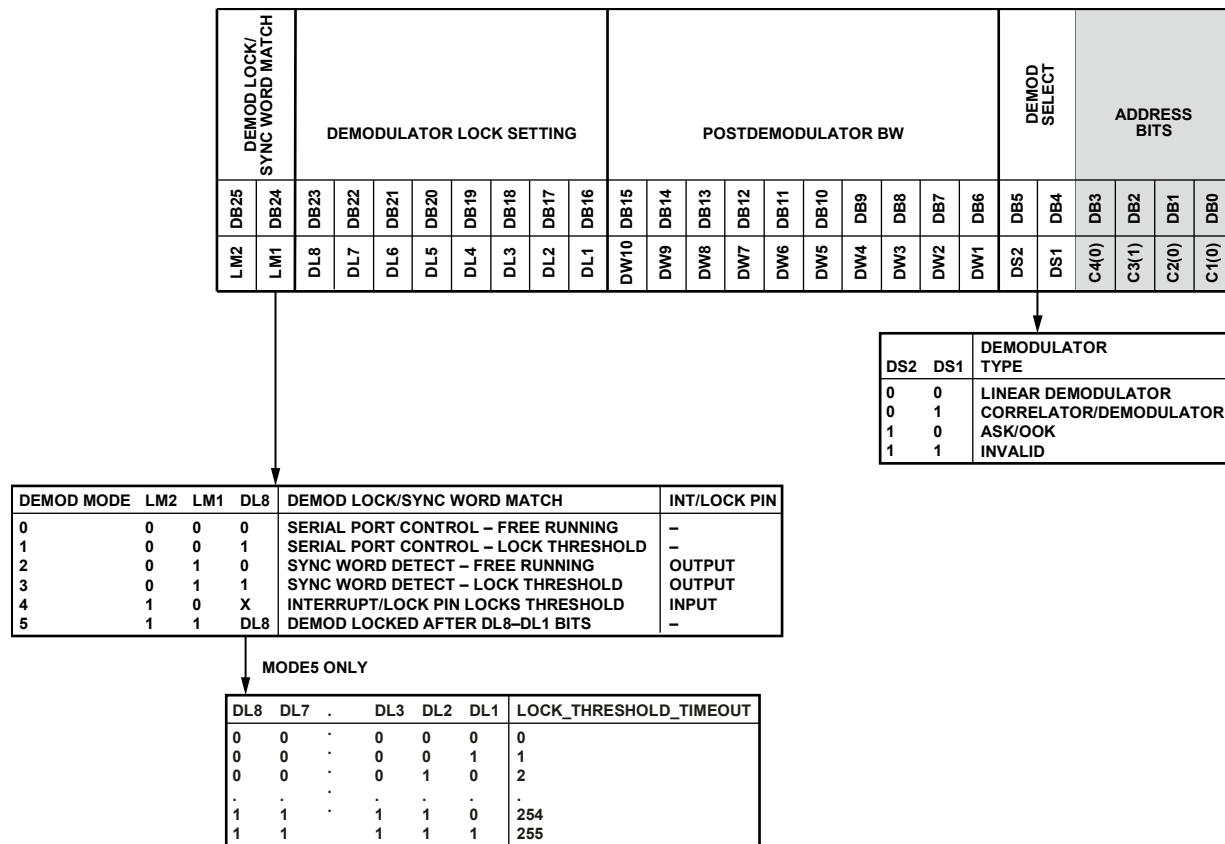 DEMOD LOCK/
SYNC WORD MATCH
DEMODULATOR LOCK SETTING
POSTDEMODULATOR BW
DEMOD
SELECT
ADDRESS
BITS
DB25 DB24 DB23 DB22 DB21 DB20 DB19 DB18 DB17 DB16 DB15 DB14 DB13 DB12 DB11 DB10 DB9 DB8 DB7 DB6 DB5 DB4 DB3 DB2 DB1 DB0
LM2 LM1 DL8 DL7 DL6 DL5 DL4 DL3 DL2 DL1 DW10 DW9 DW8 DW7 DW6 DW5 DW4 DW3 DW2 DW1 DS2 DS1 C4(0) C3(1) C2(0) C1(0)
DEMODULATOR
DS2 DS1 TYPE
0 0 LINEAR DEMODULATOR
0 1 CORRELATOR/DEMODULATOR
1 0 ASK/OOK
1 1 INVALID
DEMOD MODE LM2 LM1 DL8 DEMOD LOCK/SYNC WORD MATCH INT/LOCK PIN
0 0 0 0 SERIAL PORT CONTROL – FREE RUNNING –
1 0 0 1 SERIAL PORT CONTROL – LOCK THRESHOLD –
2 0 1 0 SYNC WORD DETECT – FREE RUNNING OUTPUT
3 0 1 1 SYNC WORD DETECT – LOCK THRESHOLD OUTPUT
4 1 0 X INTERRUPT/LOCK PIN LOCKS THRESHOLD INPUT
5 1 1 DL8 DEMOD LOCKED AFTER DL8–DL1 BITS –
MODE5 ONLY
DL8 DL7 . DL3 DL2 DL1 LOCK_THRESHOLD_TIMEOUT
0 0 . 0 0 0 0
0 0 . 0 0 1 1
0 0 . 0 1 0 2
. . . . . . .
1 1 . 1 1 0 254
1 1 1 1 1 255